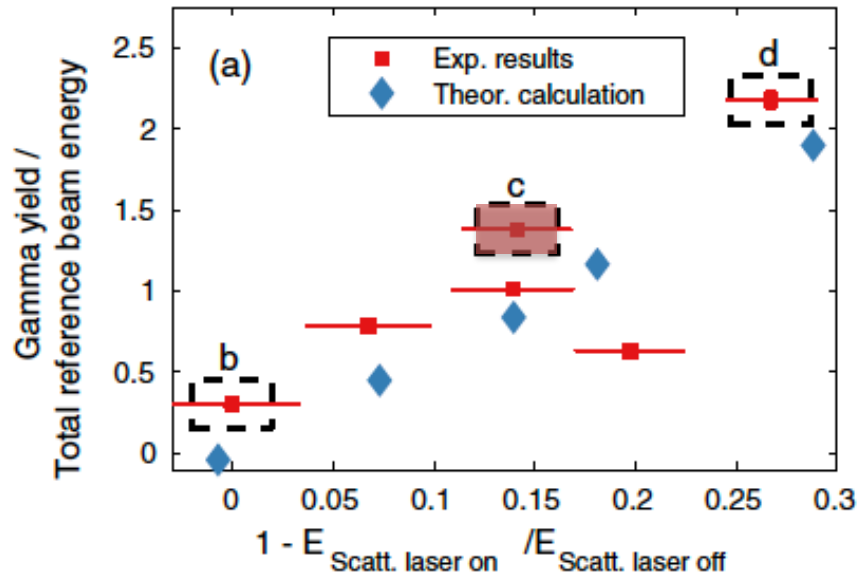 (a)
Exp. results
Theor. calculation
b
c
d
Gamma yield /
Total reference beam energy
2.5
2
1.5
1
0.5
0
0
0.05
0.1
0.15
0.2
0.25
0.3
1 - E Scatt. laser on /E Scatt. laser off